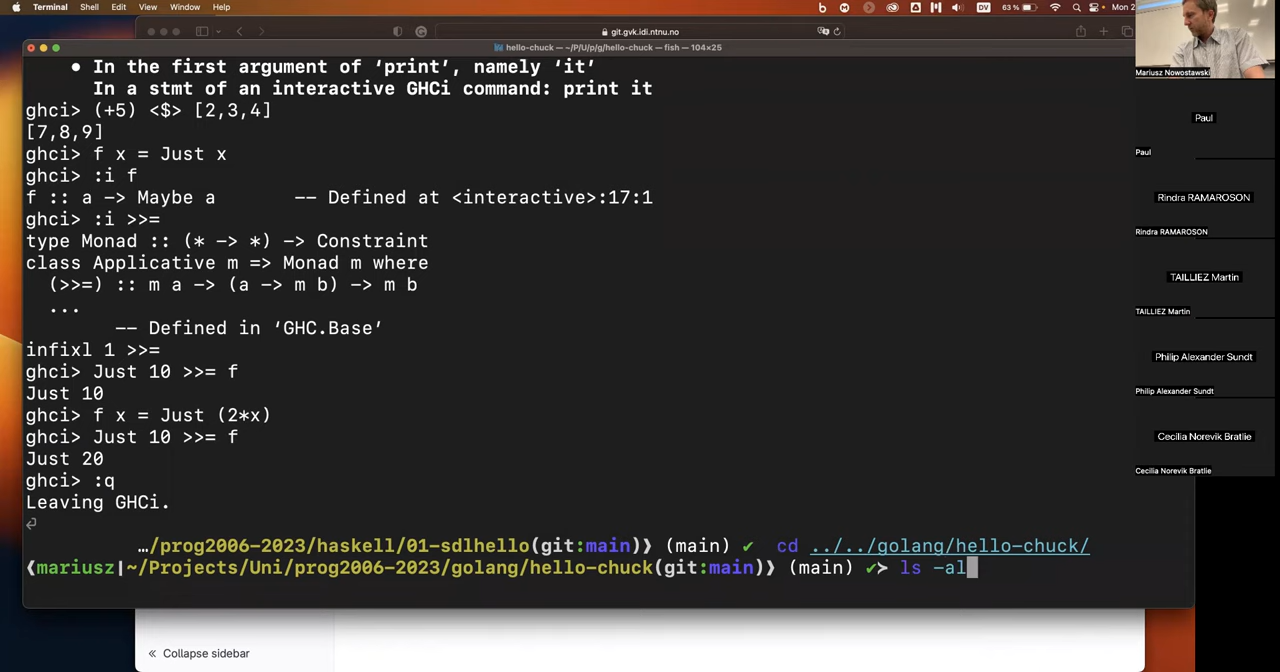 Terminal Shell Edit View Window Help 63 % Mon 2
DV
git.gvk.idi.ntnu.no
hello-chuck — ~/P/U/p/g/hello-chuck — fish — 104×25
• In the first argument of ‘print’, namely ‘it’
In a stmt of an interactive GHCi command: print it
ghci> (+5) <$> [2,3,4]
[7,8,9]
ghci> f x = Just x
ghci> :i f
f :: a -> Maybe a -- Defined at <interactive>:17:1
ghci> :i >>=
type Monad :: (* -> *) -> Constraint
class Applicative m => Monad m where
(>>=) :: m a -> (a -> m b) -> m b
...
-- Defined in ‘GHC.Base’
infixl 1 >>=
ghci> Just 10 >>= f
Just 10
ghci> f x = Just (2*x)
ghci> Just 10 >>= f
Just 20
ghci> :q
Leaving GHCi.
…/prog2006-2023/haskell/01-sdlhello(git:main)❫ (main) ✔ cd ../../golang/hello-chuck/
❪mariusz|~/Projects/Uni/prog2006-2023/golang/hello-chuck(git:main)❫ (main) ✔➤ ls -al
« Collapse sidebar
Mariusz Nowostawski
Paul
Paul
Rindra RAMAROSON
Rindra RAMAROSON
TAILLIEZ Martin
TAILLIEZ Martin
Philip Alexander Sundt
Philip Alexander Sundt
Cecilia Norevik Bratlie
Cecilia Norevik Bratlie